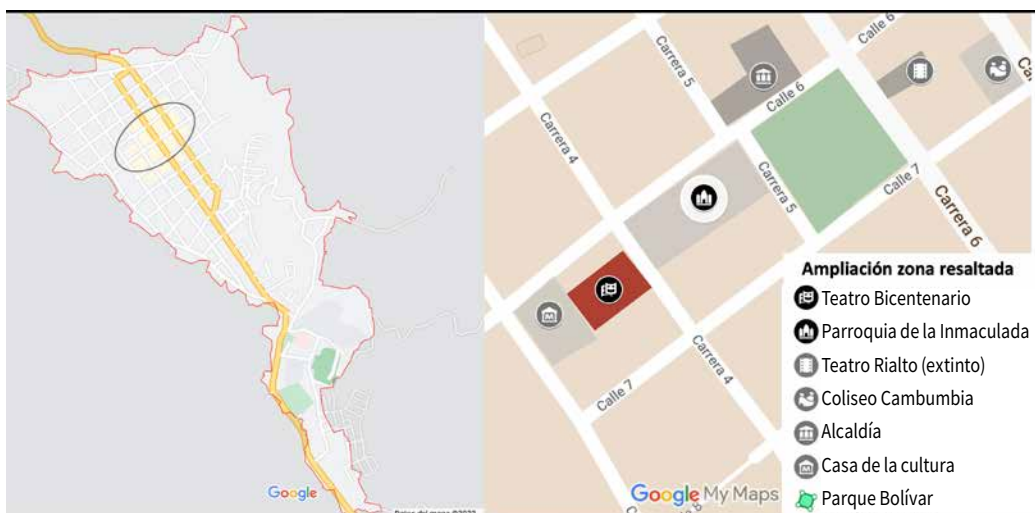 Google
Calle 6
Carrera 5
Calle 6
Carrera 4
Carrera 5
Calle 7
Carrera 6
Calle 7
Carrera 4
Google My Maps
Ampliación zona resaltada
Teatro Bicentenario
Parroquia de la Inmaculada
Teatro Rialto (extinto)
Coliseo Cambumbia
Alcaldía
Casa de la cultura
Parque Bolívar